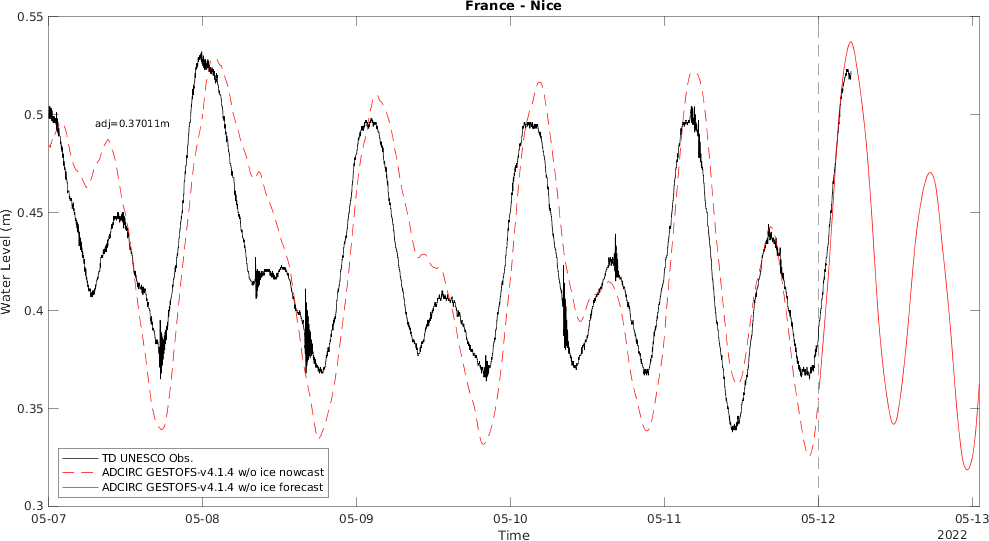 France - Nice
0.55
0.5
0.45
0.4
0.35
0.3
Water Level (m)
adj=0.37011m
TD UNESCO Obs.
ADCIRC GESTOFS-v4.1.4 w/o ice nowcast
ADCIRC GESTOFS-v4.1.4 w/o ice forecast
05-07 05-08 05-09 05-10 05-11 05-12 05-13
Time
2022